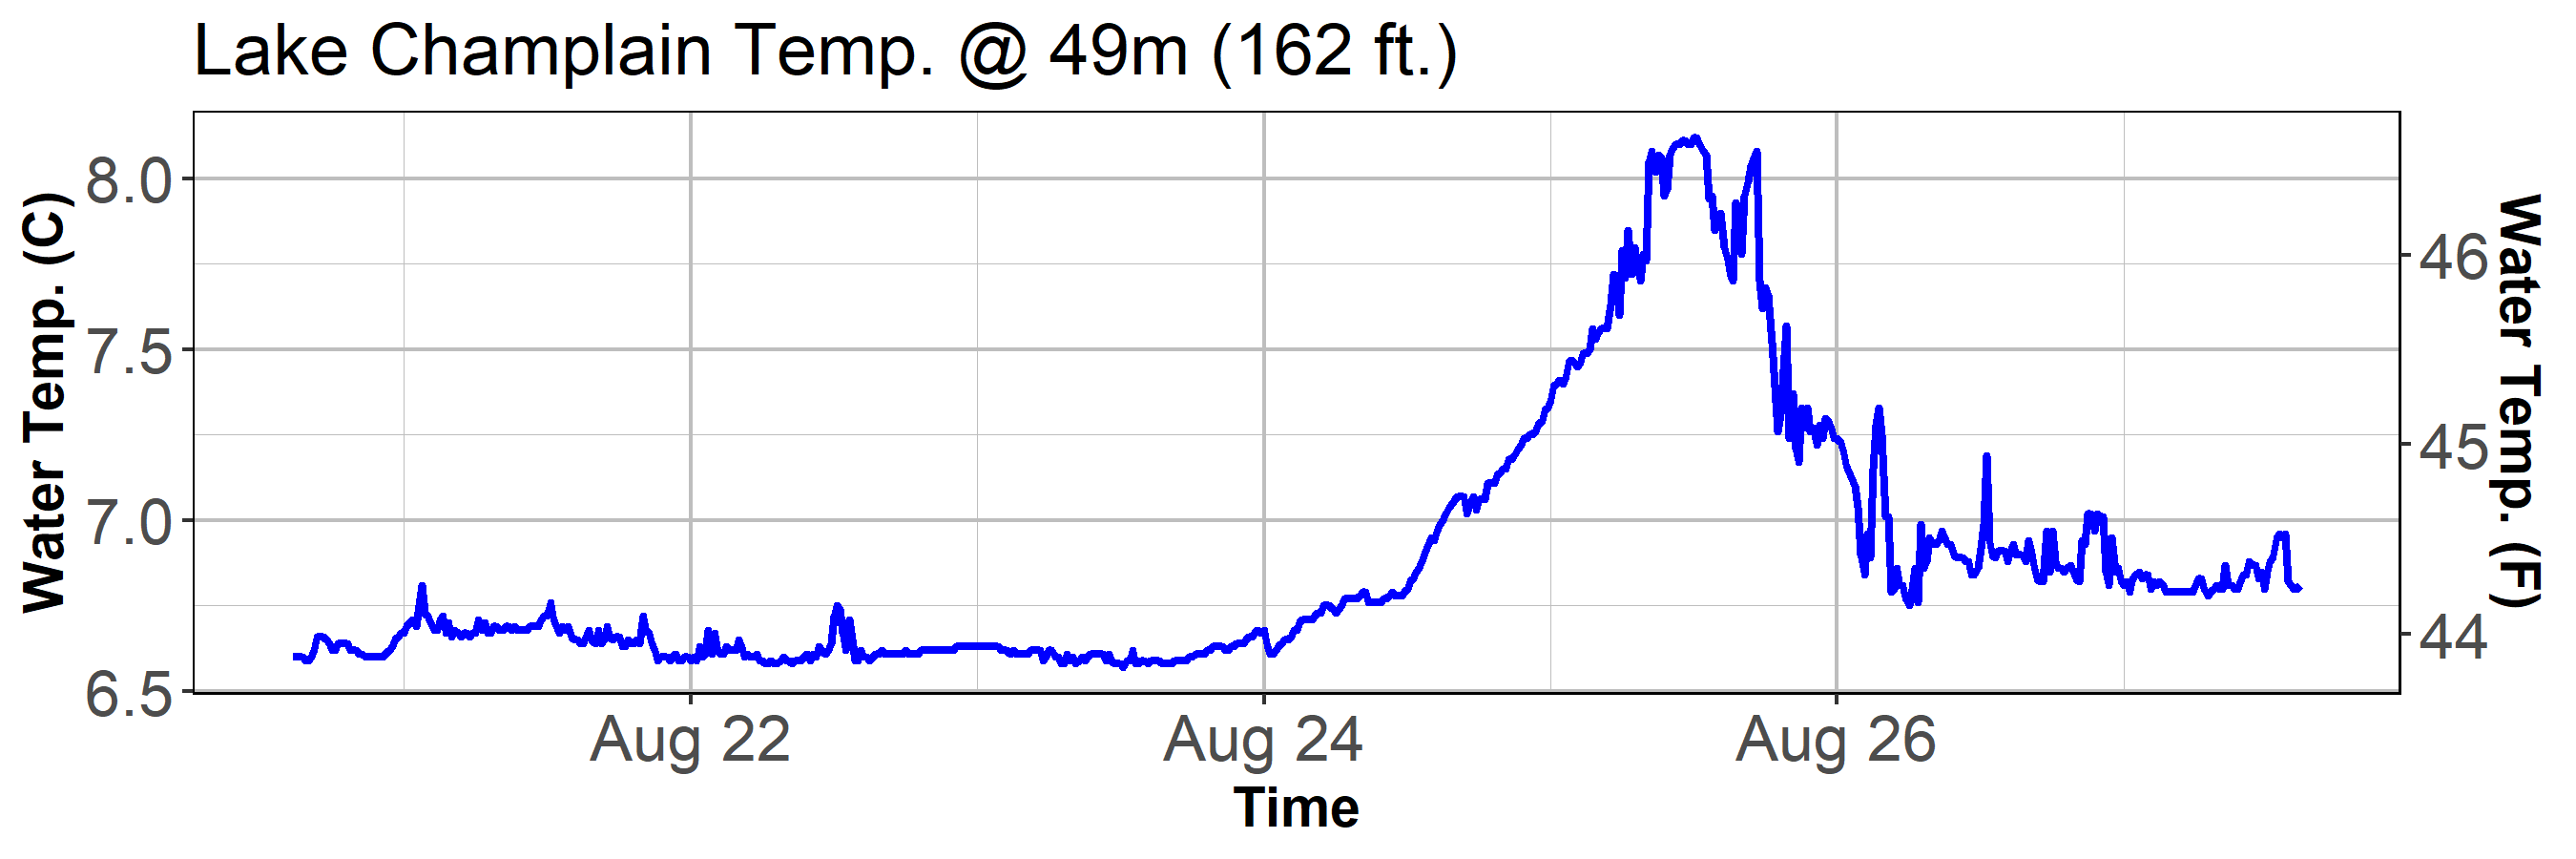 Lake Champlain Temp. @ 49m (162 ft.)
Water Temp. (C)
8.0
7.5
7.0
6.5
46
45
44
Water Temp. (F)
Aug 22
Aug 24
Aug 26
Time